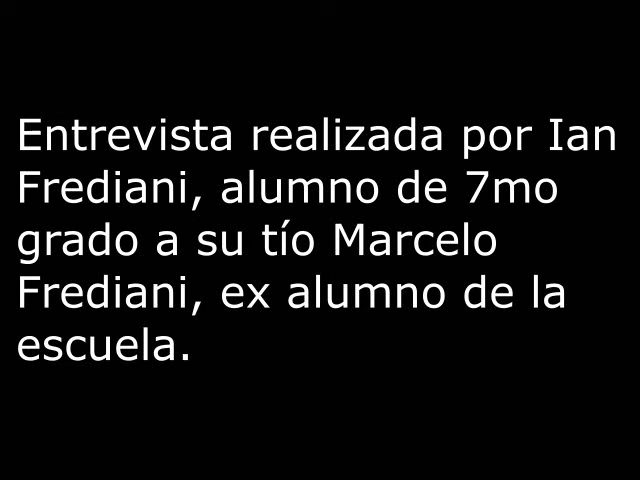 Entrevista realizada por Ian
Frediani, alumno de 7mo
grado a su tío Marcelo
Frediani, ex alumno de la
escuela.